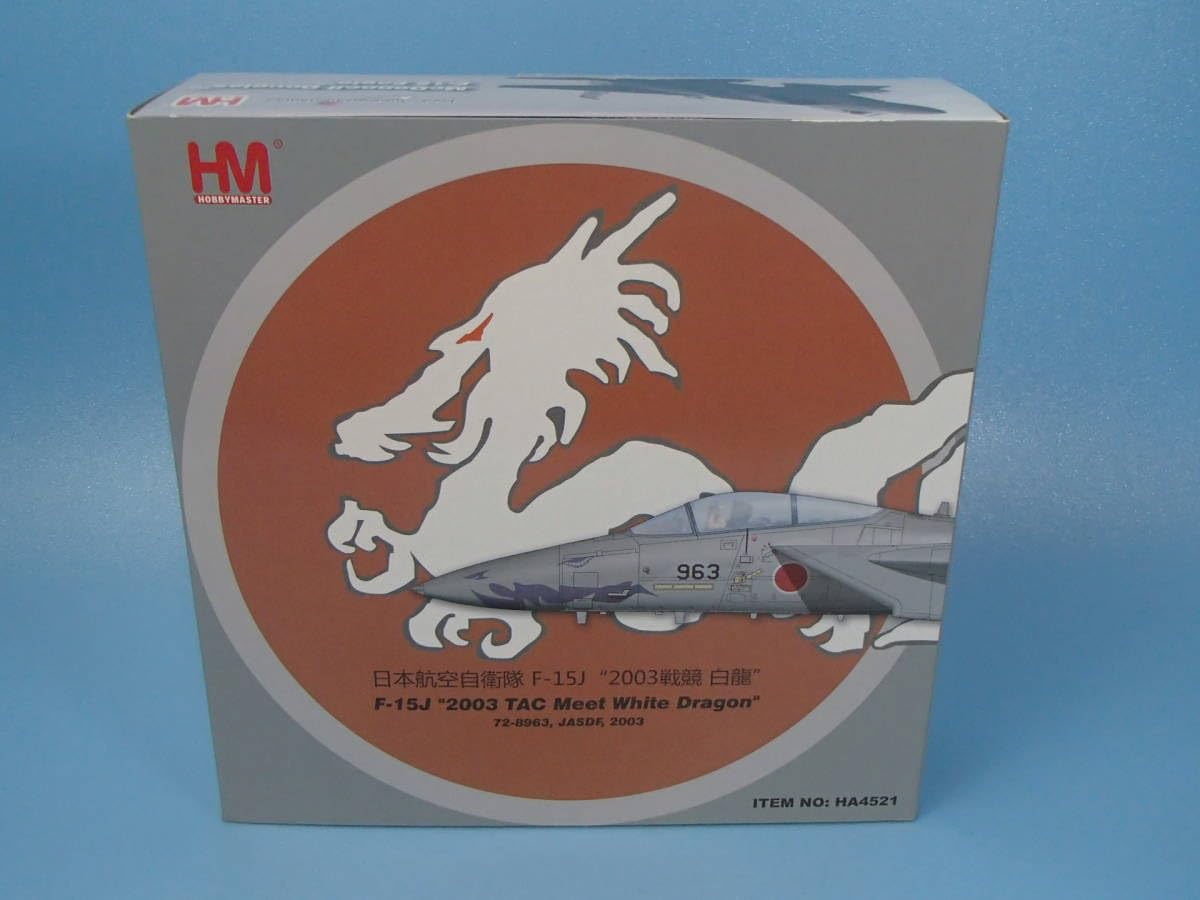 HM
HM®
HOBBYMASTER
963
日本航空自衛隊 F-15J “2003戦競 白龍”
F-15J "2003 TAC Meet White Dragon"
72-8963, JASDF, 2003
ITEM NO: HA4521